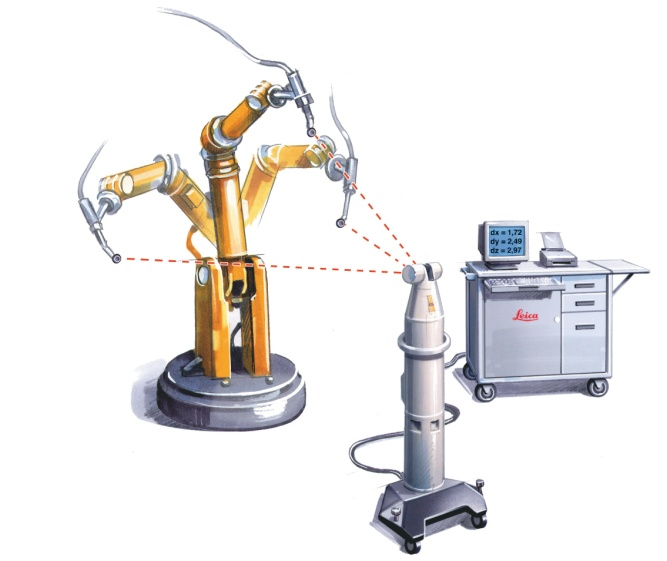 dx = 1,72
dy = 2,49
dz = 2,97
Leica